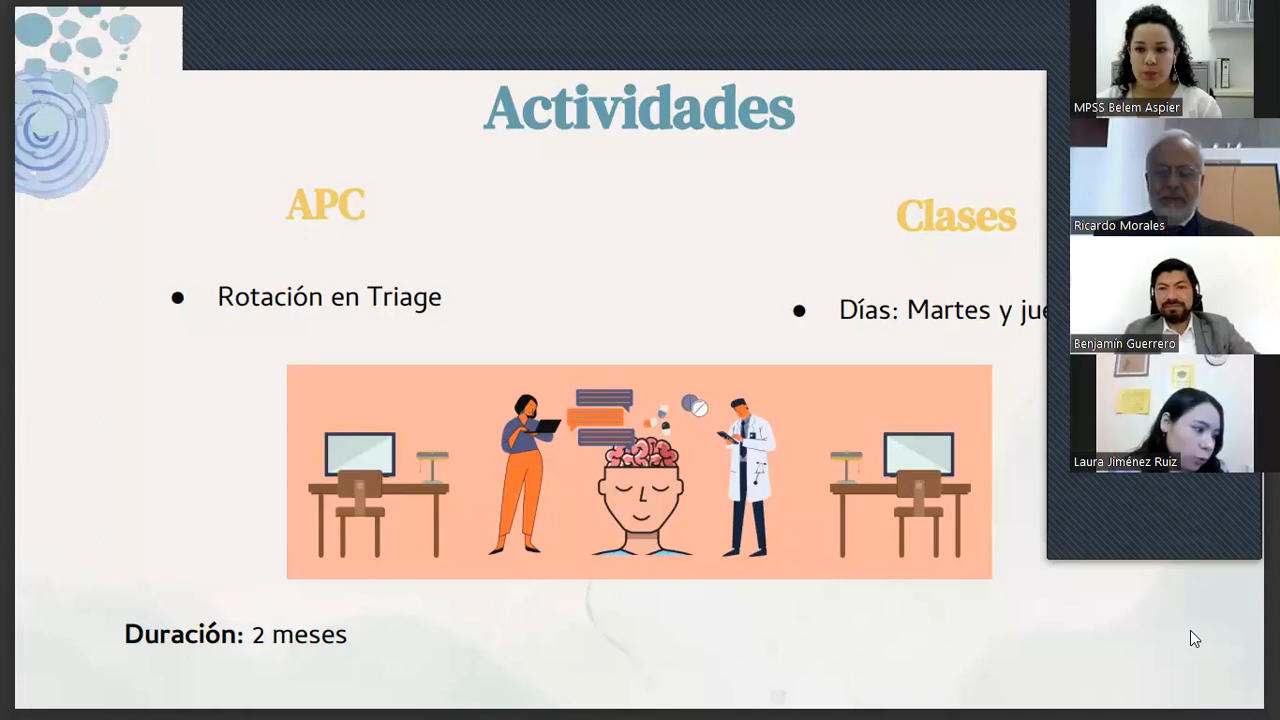 Actividades
APC
Clases
● Rotación en Triage
● Días: Martes y
Duración: 2 meses
MPSS Belem Aspier
Ricardo Morales
Benjamín Guerrero
Laura Jiménez Ruiz